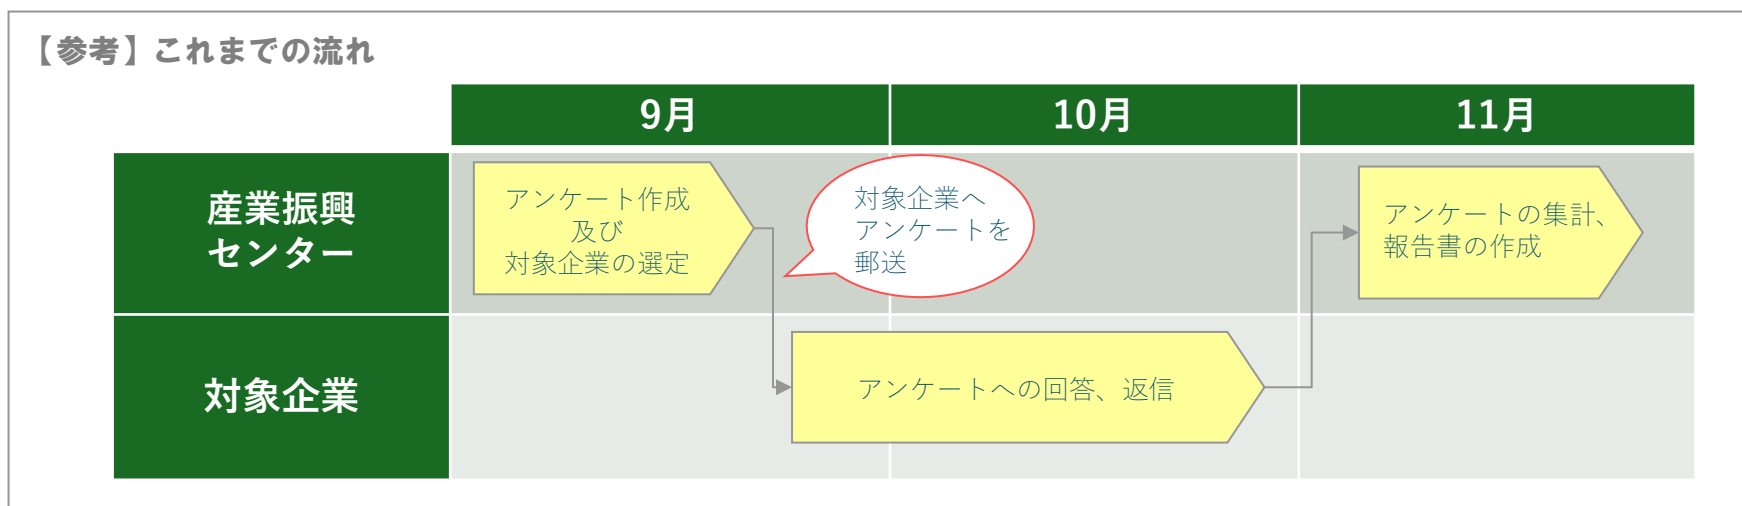 【参考】これまでの流れ
9月
10月
11月
産業振興
センター
アンケート作成
及び
対象企業の選定
対象企業へ
アンケートを
郵送
アンケートの集計、
報告書の作成
対象企業
アンケートへの回答、返信